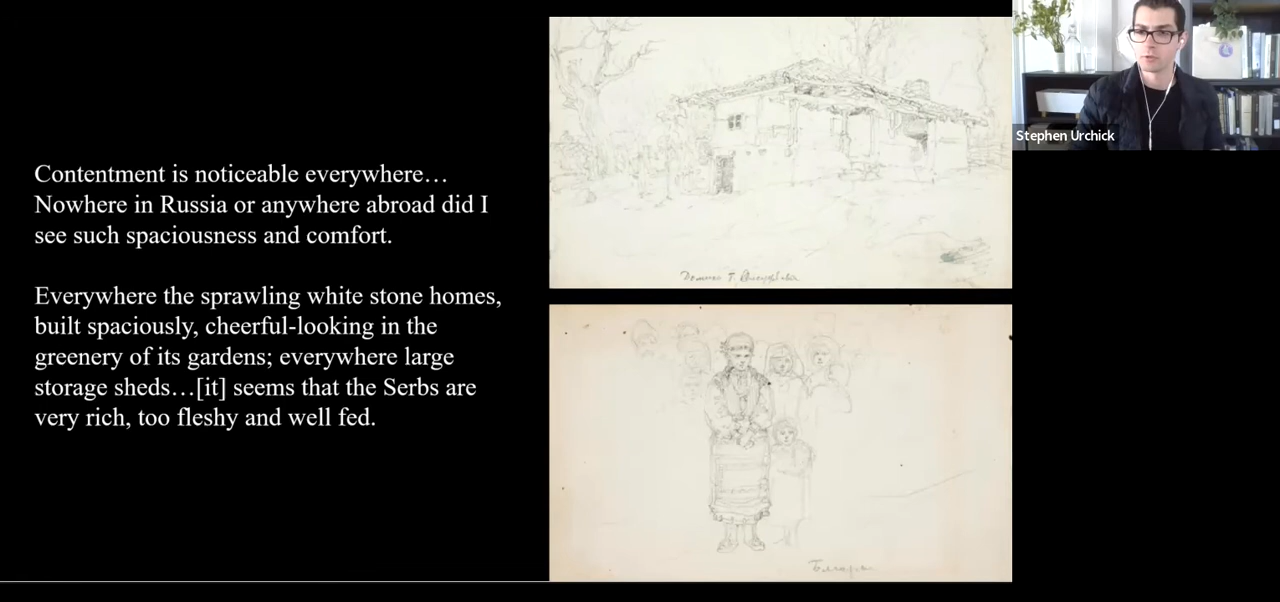 Contentment is noticeable everywhere…
Nowhere in Russia or anywhere abroad did I
see such spaciousness and comfort.
Everywhere the sprawling white stone homes,
built spaciously, cheerful-looking in the
greenery of its gardens; everywhere large
storage sheds…[it] seems that the Serbs are
very rich, too fleshy and well fed.
Stephen Urchick